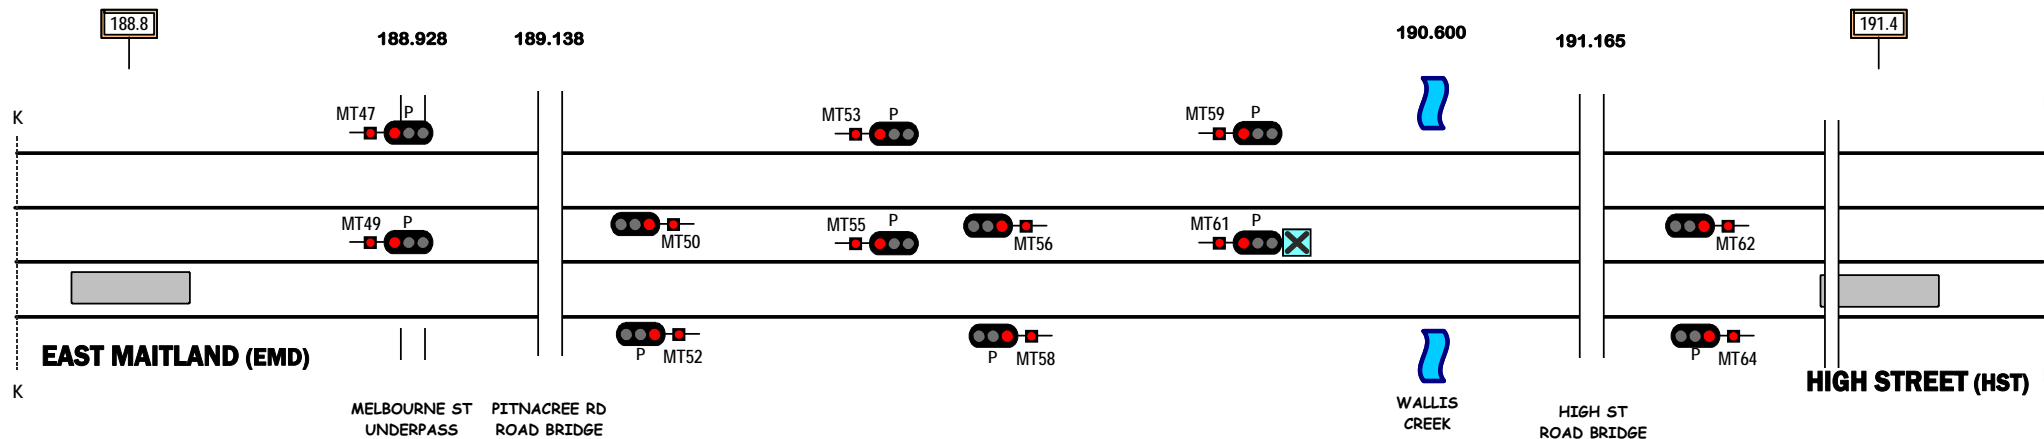 188.8
188.928
189.138
190.600
191.165
191.4
K
MT47
P
MT53
P
MT59
P
MT49
P
MT50
MT55
P
MT56
MT61
P
MT62
EAST MAITLAND (EMD)
P
MT52
P
MT58
P
MT64
HIGH STREET (HST)
K
MELBOURNE ST
UNDERPASS
PITNACREE RD
ROAD BRIDGE
WALLIS
CREEK
HIGH ST
ROAD BRIDGE